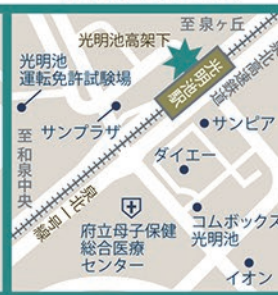 至泉ヶ丘
光明池高架下
光明池
運転免許試験場
光明池駅
泉北高速鉄道
サンプラザ
サンピア
至和泉中央
ダイエー
泉北一号線
府立母子保健
総合医療
センター
コムボックス
光明池
イオン